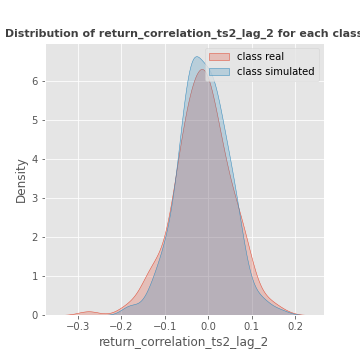 Distribution of return_correlation_ts2_lag_2 for each class
class real
class simulated
Density
6
5
4
3
2
1
0
−0.3 −0.2 −0.1 0.0 0.1 0.2
return_correlation_ts2_lag_2